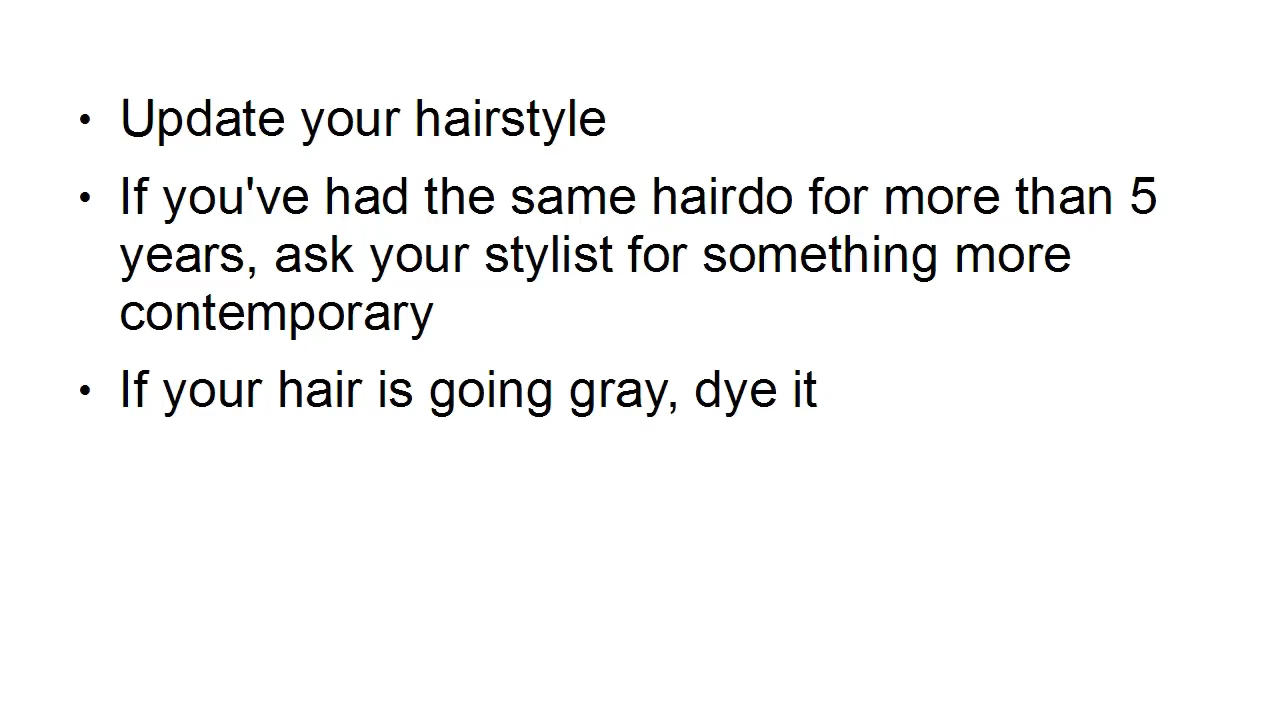 • Update your hairstyle
• If you've had the same hairdo for more than 5
years, ask your stylist for something more
contemporary
• If your hair is going gray, dye it